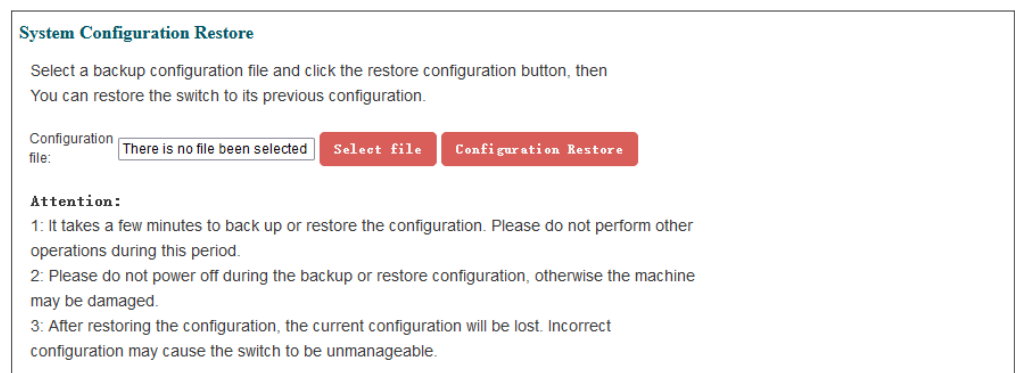 System Configuration Restore
Select a backup configuration file and click the restore configuration button, then
You can restore the switch to its previous configuration.
Configuration file: There is no file been selected Select file Configuration Restore
Attention:
1: It takes a few minutes to back up or restore the configuration. Please do not perform other
operations during this period.
2: Please do not power off during the backup or restore configuration, otherwise the machine
may be damaged.
3: After restoring the configuration, the current configuration will be lost. Incorrect
configuration may cause the switch to be unmanageable.